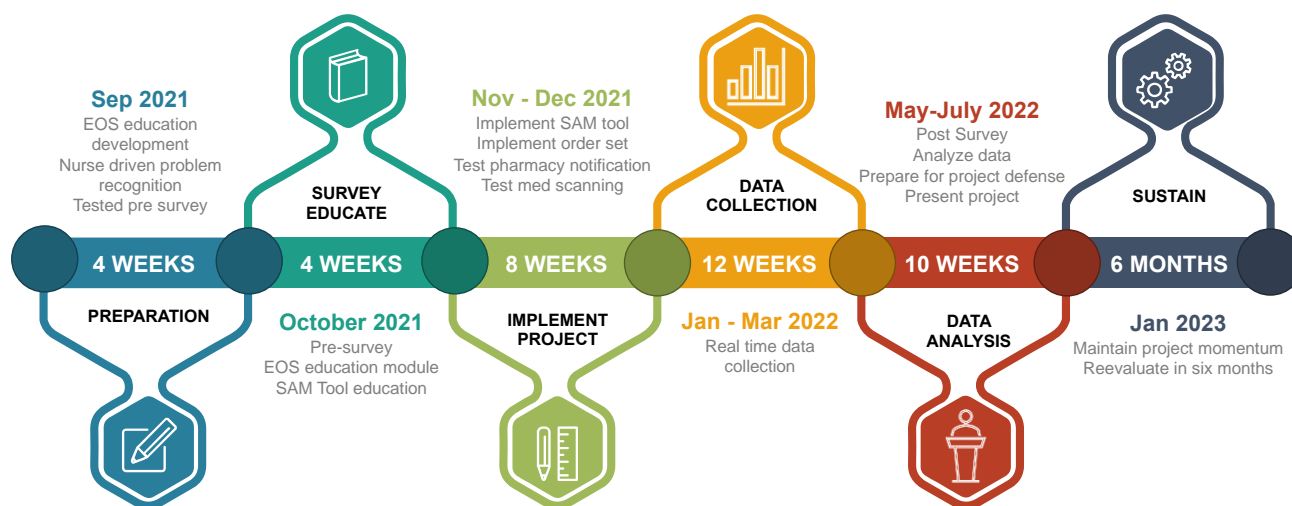 Sep 2021
EOS education
development
Nurse driven problem
recognition
Tested pre survey
4 WEEKS
PREPARATION
SURVEY
EDUCATE
4 WEEKS
October 2021
Pre-survey
EOS education module
SAM Tool education
Nov - Dec 2021
Implement SAM tool
Implement order set
Test pharmacy notification
Test med scanning
8 WEEKS
IMPLEMENT
PROJECT
DATA
COLLECTION
12 WEEKS
Jan - Mar 2022
Real time data
collection
May-July 2022
Post Survey
Analyze data
Prepare for project defense
Present project
10 WEEKS
DATA
ANALYSIS
SUSTAIN
6 MONTHS
Jan 2023
Maintain project momentum
Reevaluate in six months